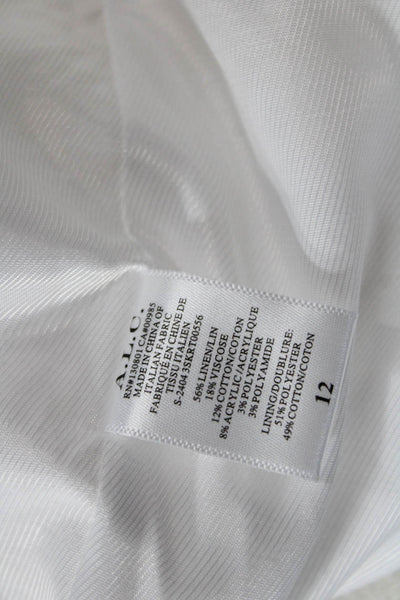 A.L.C.
RN#130801 CA#00985
MADE IN CHINA OF
ITALIAN FABRIC
FABRIQUÉ EN CHINE DE
TISSU ITALIEN
S-2404 3SKRT00556
56% LINEN/LIN
18% VISCOSE
12% COTTON/COTON
8% ACRYLIC/ACRYLIQUE
3% POLYESTER
3% POLYAMIDE
LINING/DOUBLURE:
51% POLYESTER
49% COTTON/COTON
12